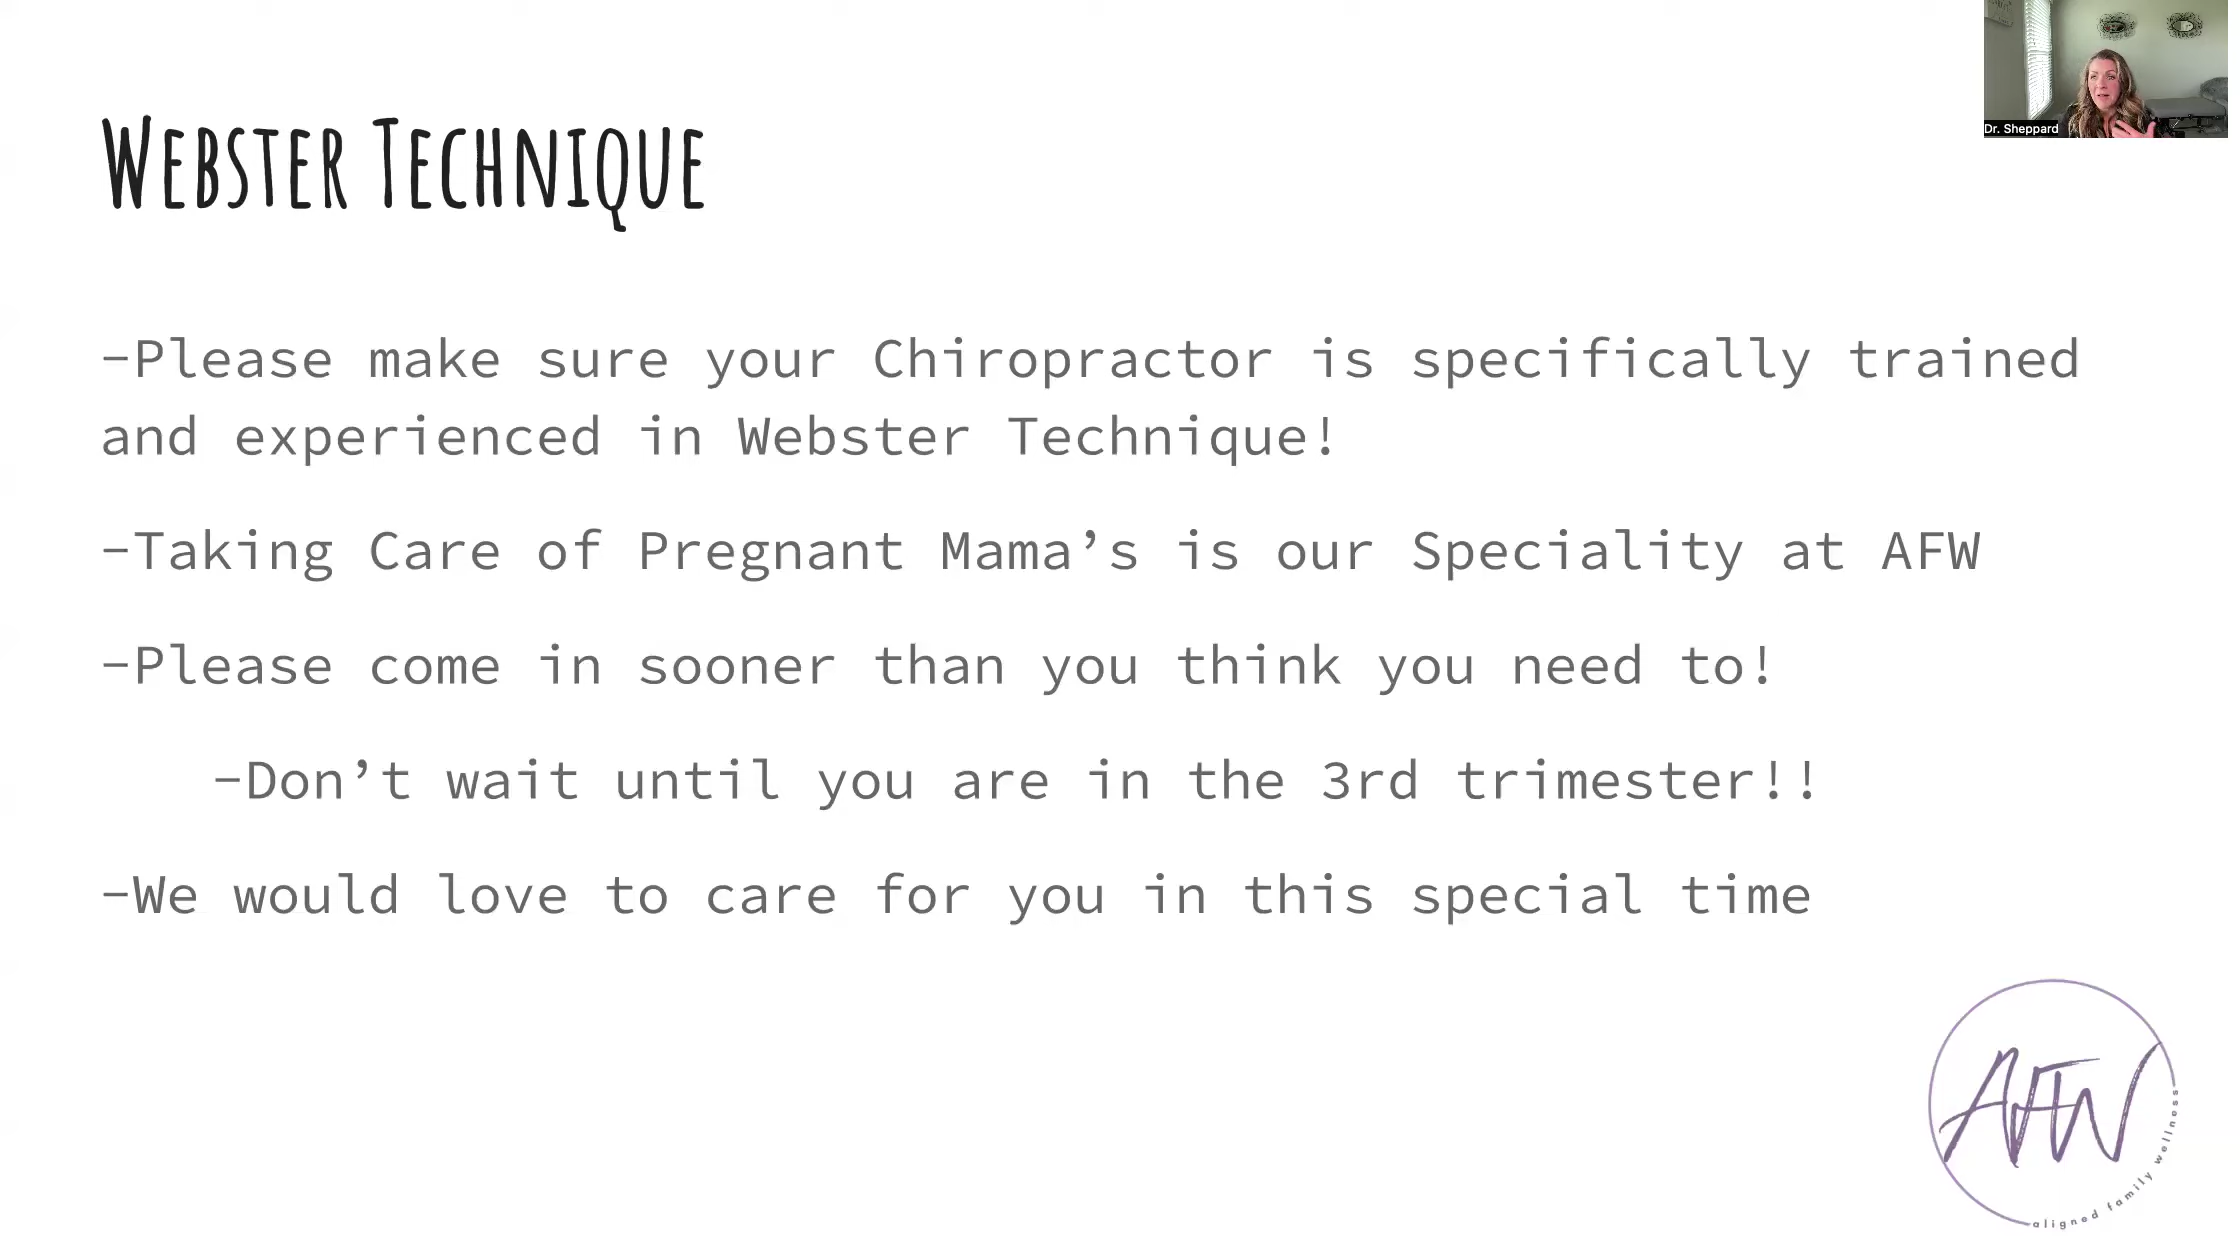 Dr. Sheppard
Webster Technique
-Please make sure your Chiropractor is specifically trained
and experienced in Webster Technique!
-Taking Care of Pregnant Mama’s is our Speciality at AFW
-Please come in sooner than you think you need to!
-Don’t wait until you are in the 3rd trimester!!
-We would love to care for you in this special time
AFW
aligned family wellness